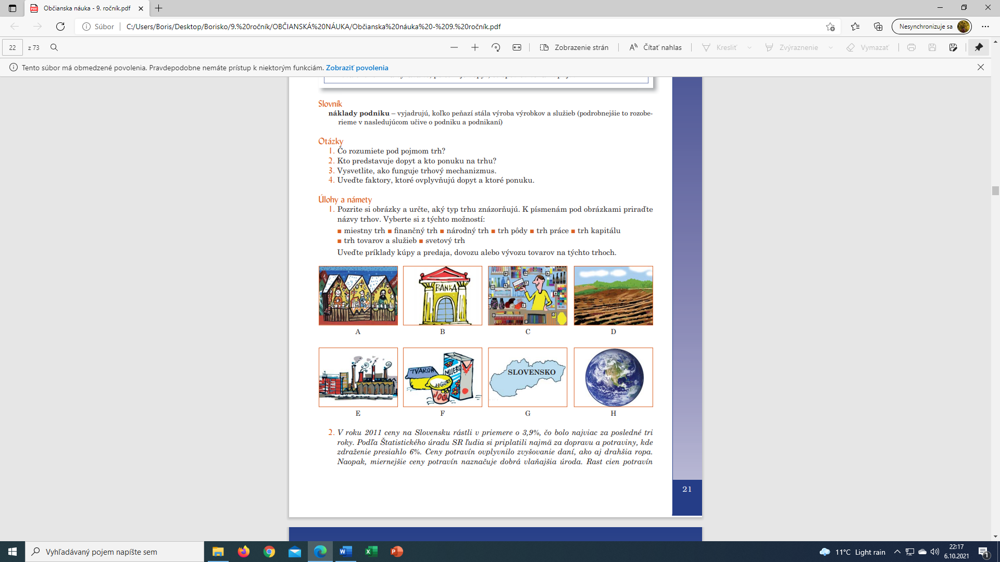 Občianska náuka - 9. ročník.pdf
Súbor
C:/Users/Boris/Desktop/Borisko/9.%20ročník/OBČIANSKÁ%20NÁUKA/Občianska%20náuka%20-%209.%20ročník.pdf
Nesynchronizuje sa
22 z 73
Zobrazenie strán
Čítať nahlas
Kresliť
Zvýraznenie
Vymazať
Tento súbor má obmedzené povolenia. Pravdepodobne nemáte prístup k niektorým funkciám. Zobraziť povolenia
Slovník
náklady podniku – vyjadrujú, koľko peňazí stála výroba výrobkov a služieb (podrobnejšie to rozobe-
rieme v nasledujúcom učive o podniku a podnikaní)
Otázky
1. Čo rozumiete pod pojmom trh?
2. Kto predstavuje dopyt a kto ponuku na trhu?
3. Vysvetlite, ako funguje trhový mechanizmus.
4. Uveďte faktory, ktoré ovplyvňujú dopyt a ktoré ponuku.
Úlohy a námety
1. Pozrite si obrázky a určte, aký typ trhu znázorňujú. K písmenám pod obrázkami priraďte
názvy trhov. Vyberte si z týchto možností:
■ miestny trh ■ finančný trh ■ národný trh ■ trh pôdy ■ trh práce ■ trh kapitálu
■ trh tovarov a služieb ■ svetový trh
Uveďte príklady kúpy a predaja, dovozu alebo vývozu tovarov na týchto trhoch.
BANKA
A B C D
TVAROH
MLIEKO
JOGURT
JOGU
SLOVENSKO
E F G H
2. V roku 2011 ceny na Slovensku rástli v priemere o 3,9%, čo bolo najviac za posledné tri
roky. Podľa Štatistického úradu SR ľudia si priplatili najmä za dopravu a potraviny, kde
zdraženie presiahlo 6%. Ceny potravín ovplyvnilo zvyšovanie daní, ako aj drahšia ropa.
Naopak, miernejšie ceny potravín naznačuje dobrá vlaňajšia úroda. Rast cien potravín
21
Vyhľadávaný pojem napíšte sem
11°C Light rain
22:17
6.10.2021
1